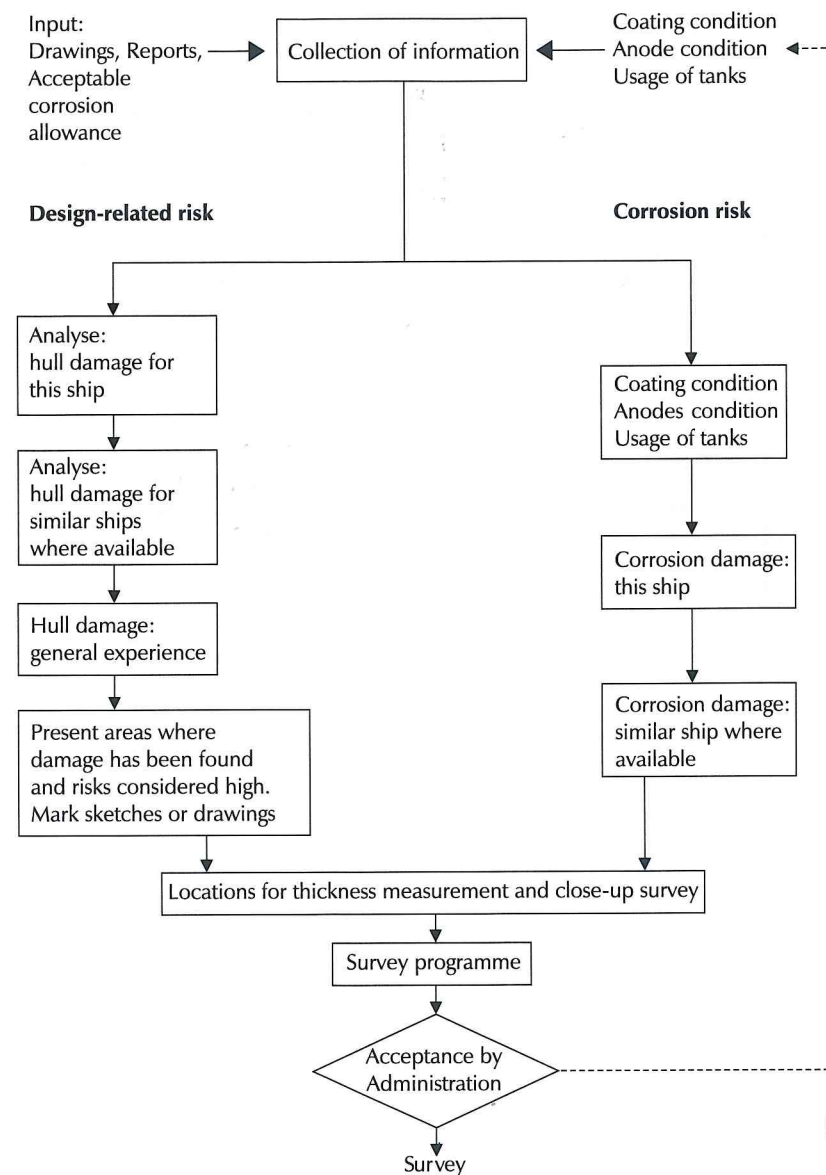 Input:
Drawings, Reports,
Acceptable
corrosion
allowance
Collection of information
Coating condition
Anode condition
Usage of tanks
Design-related risk
Corrosion risk
Analyse:
hull damage for
this ship
Analyse:
hull damage for
similar ships
where available
Hull damage:
general experience
Present areas where
damage has been found
and risks considered high.
Mark sketches or drawings
Coating condition
Anodes condition
Usage of tanks
Corrosion damage:
this ship
Corrosion damage:
similar ship where
available
Locations for thickness measurement and close-up survey
Survey programme
Acceptance by
Administration
Survey